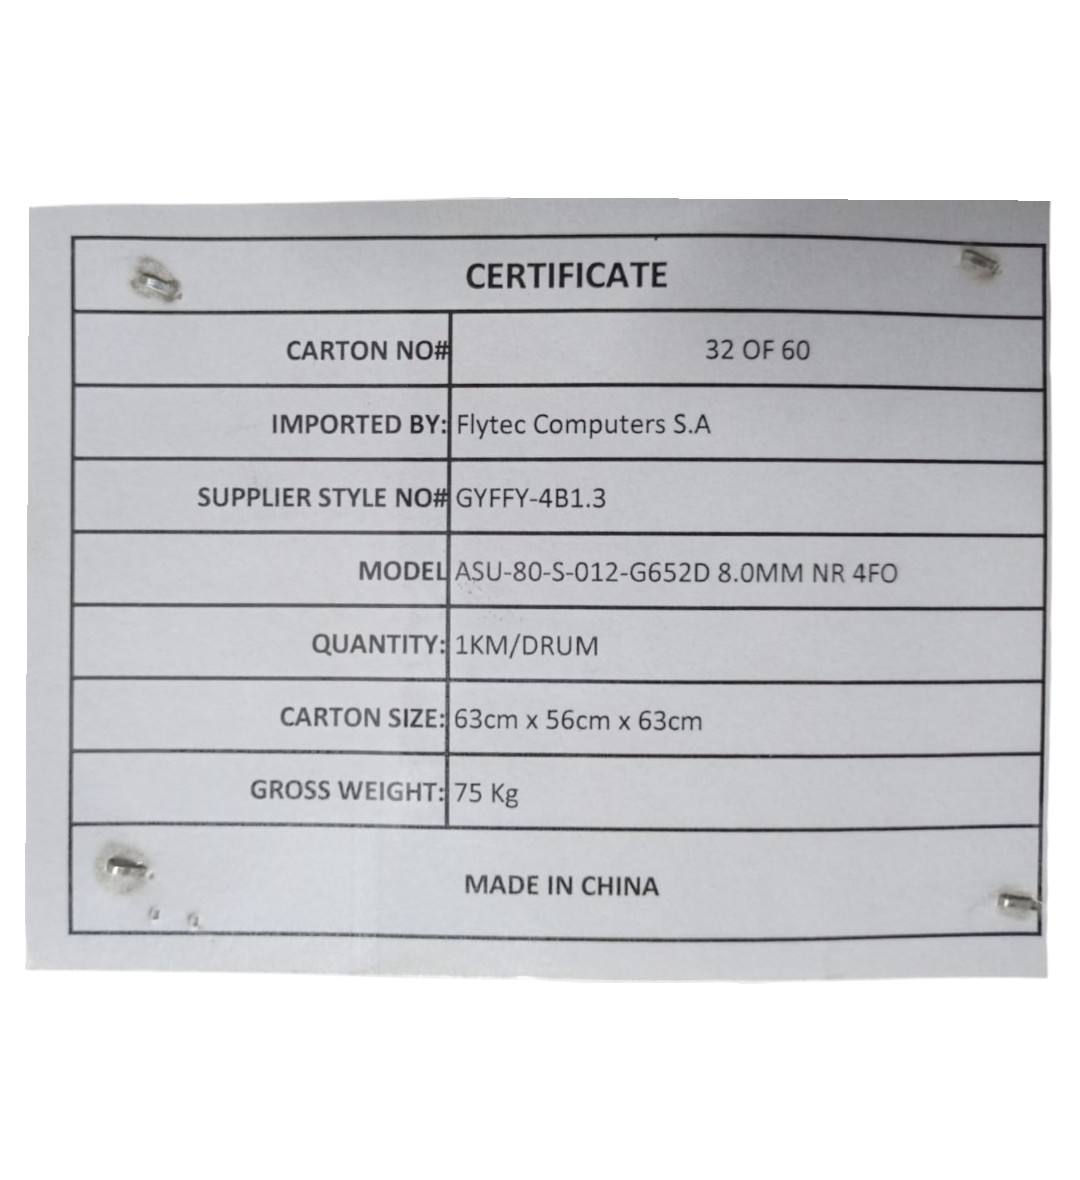 CERTIFICATE
CARTON NO# 32 OF 60
IMPORTED BY: Flytec Computers S.A
SUPPLIER STYLE NO# GYFFY-4B1.3
MODEL ASU-80-S-012-G652D 8.0MM NR 4FO
QUANTITY: 1KM/DRUM
CARTON SIZE: 63cm x 56cm x 63cm
GROSS WEIGHT: 75 Kg
MADE IN CHINA